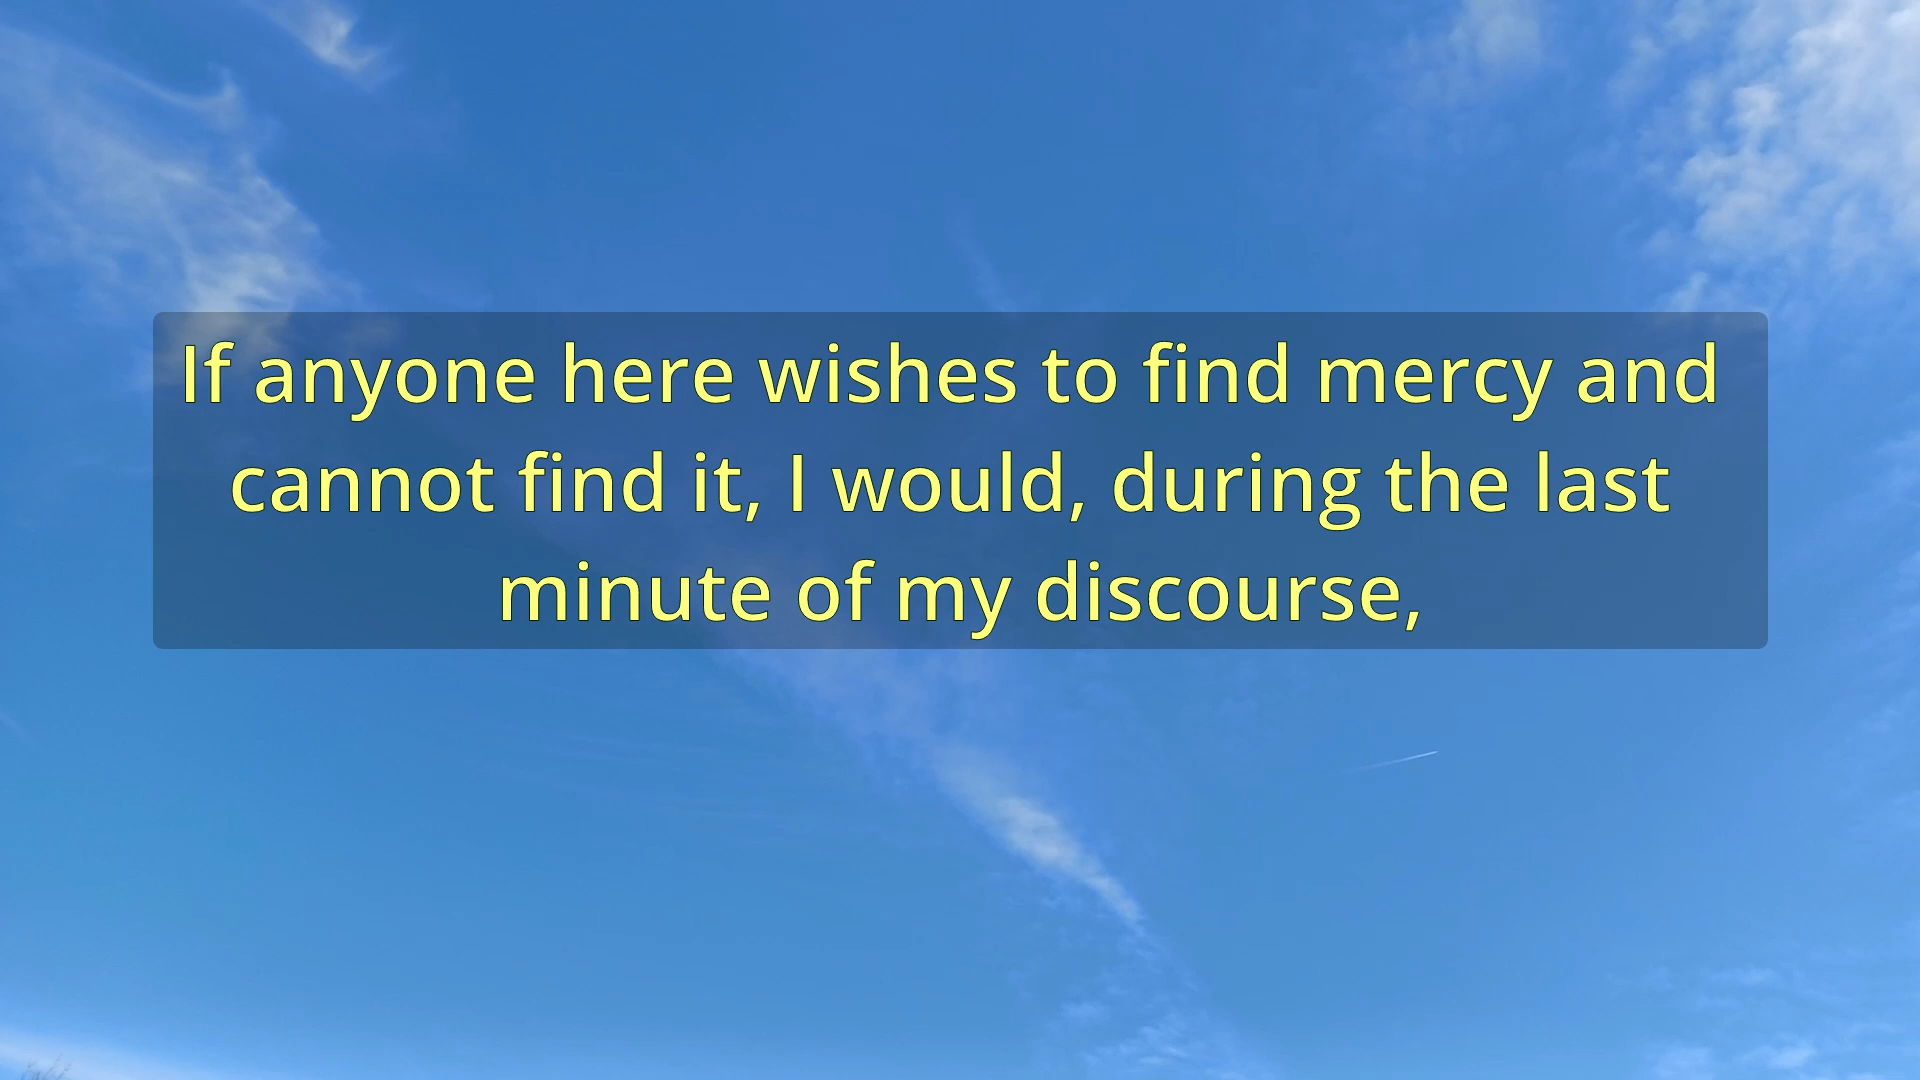 If anyone here wishes to find mercy and
cannot find it, I would, during the last
minute of my discourse,